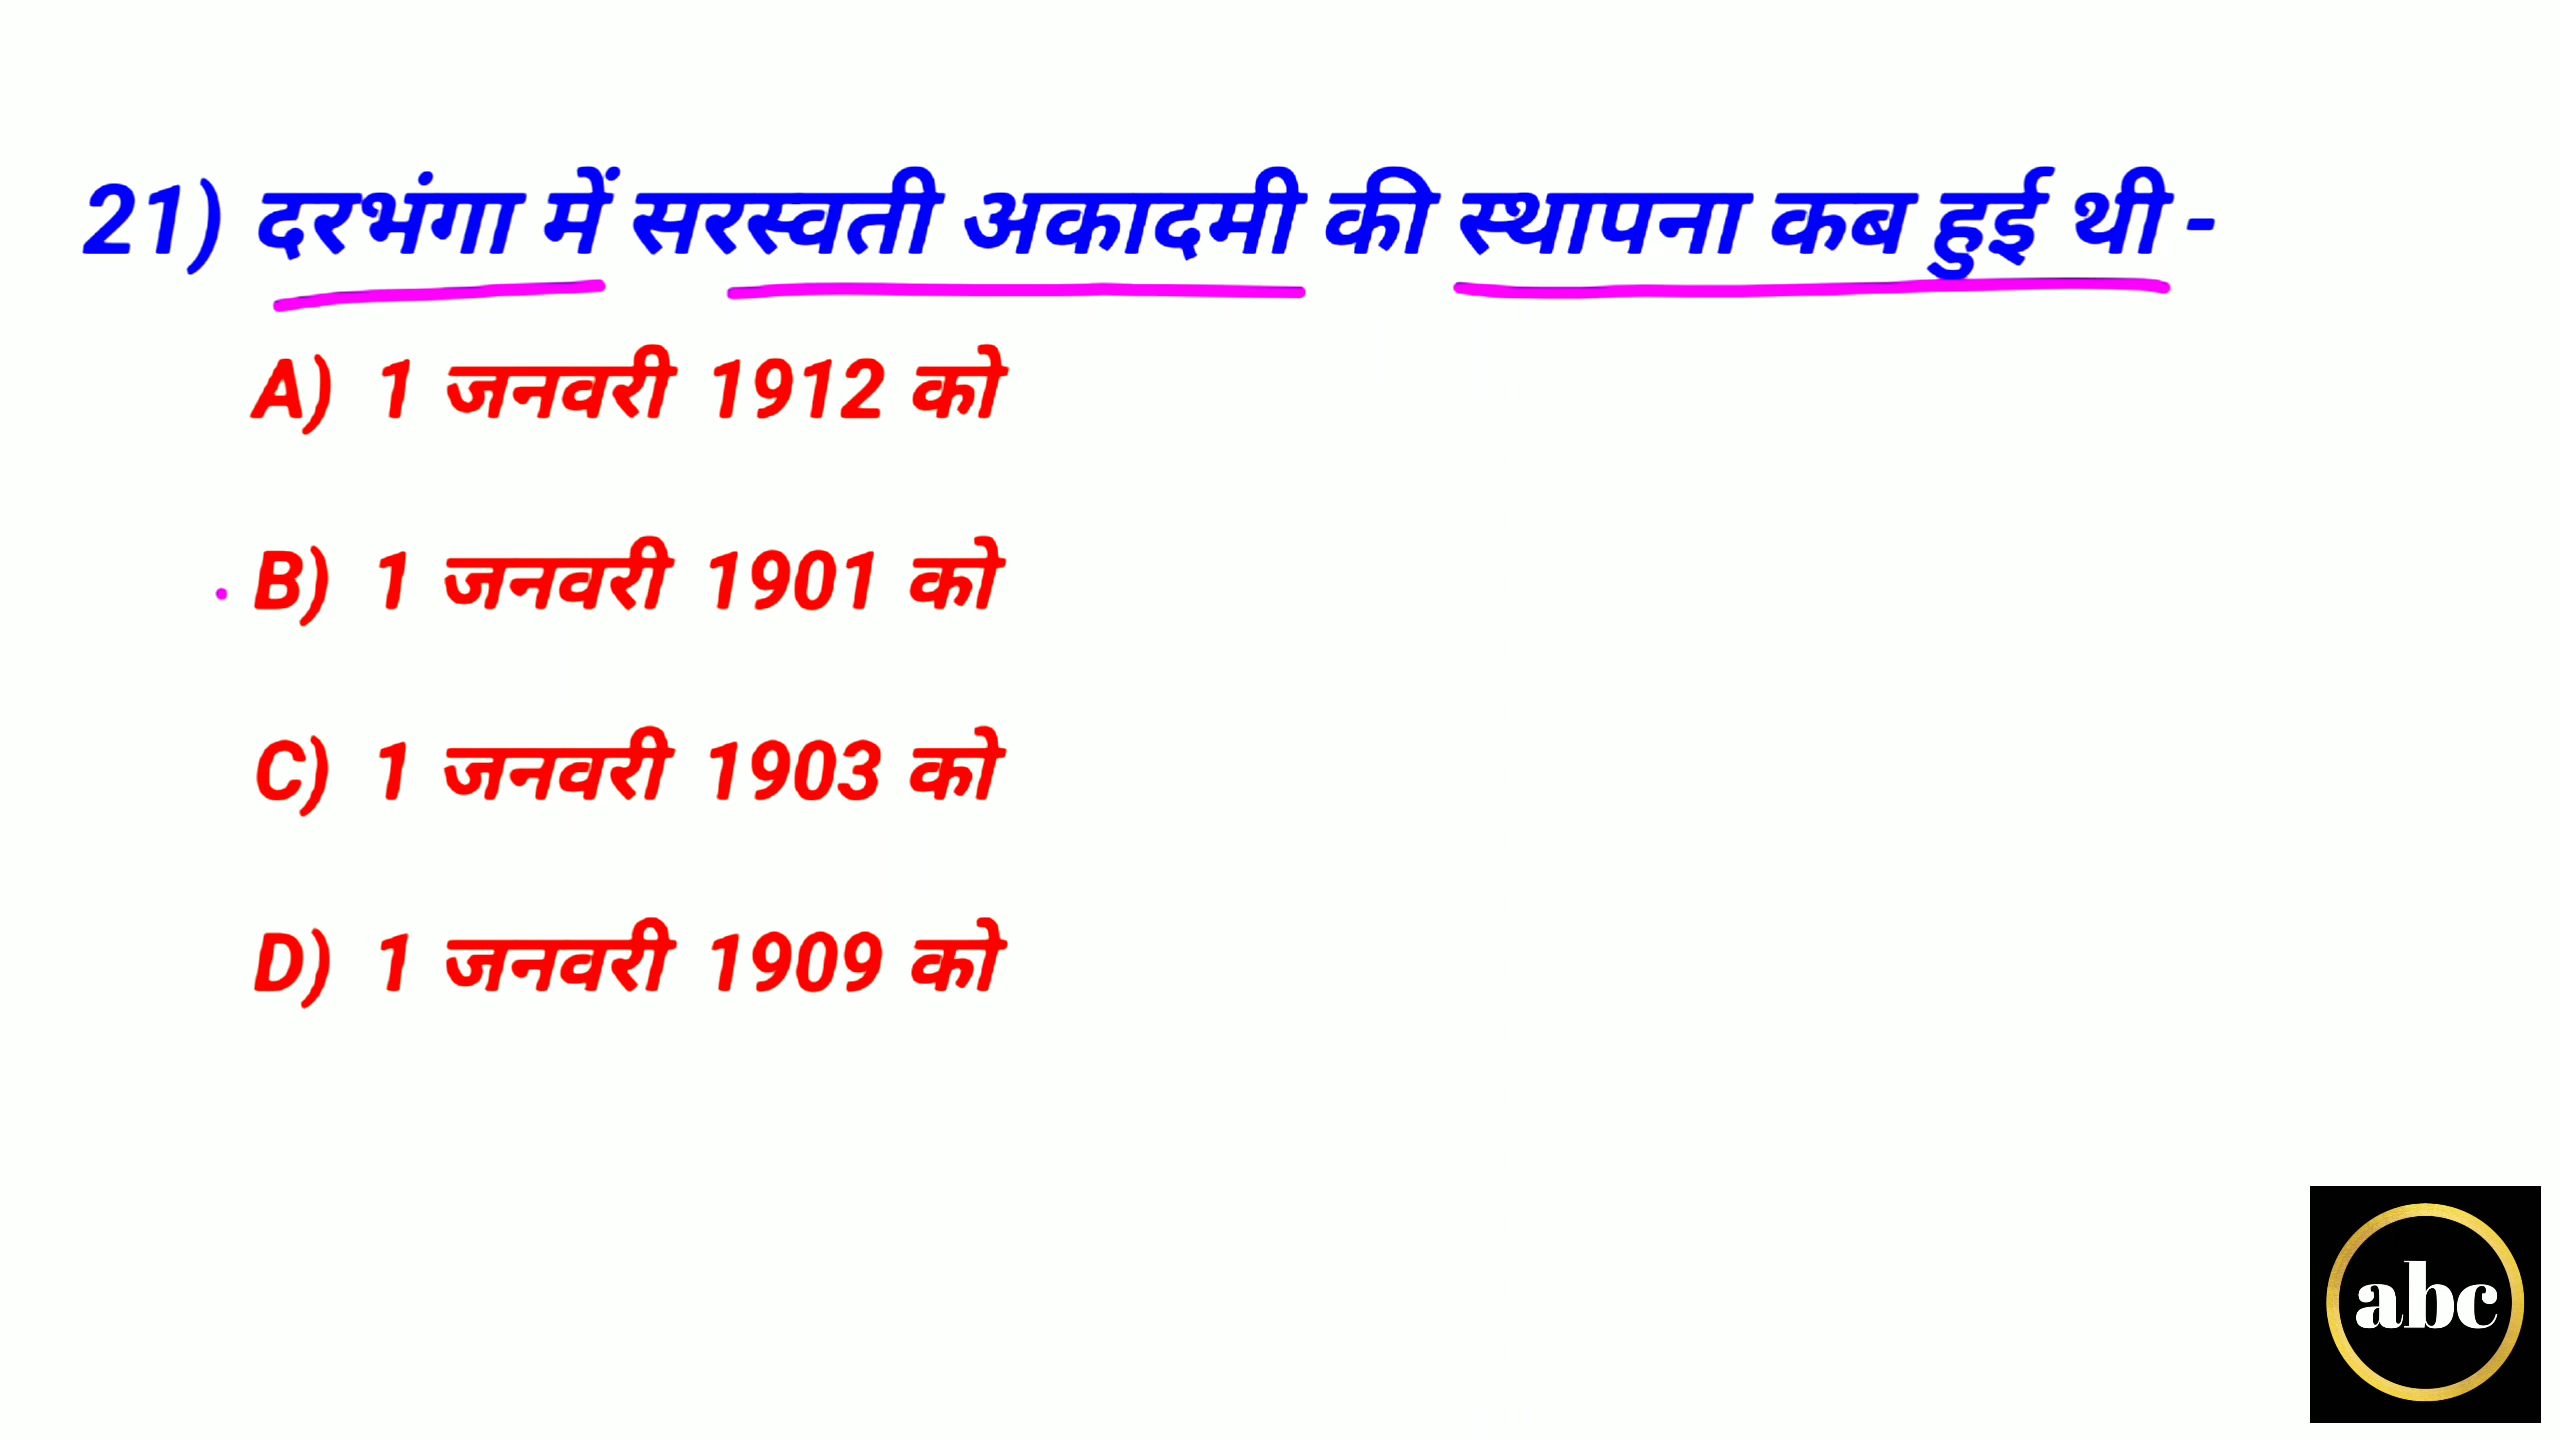 21) दरभंगा में सरस्वती अकादमी की स्थापना कब हुई थी -
A) 1 जनवरी 1912 को
B) 1 जनवरी 1901 को
C) 1 जनवरी 1903 को
D) 1 जनवरी 1909 को
abc